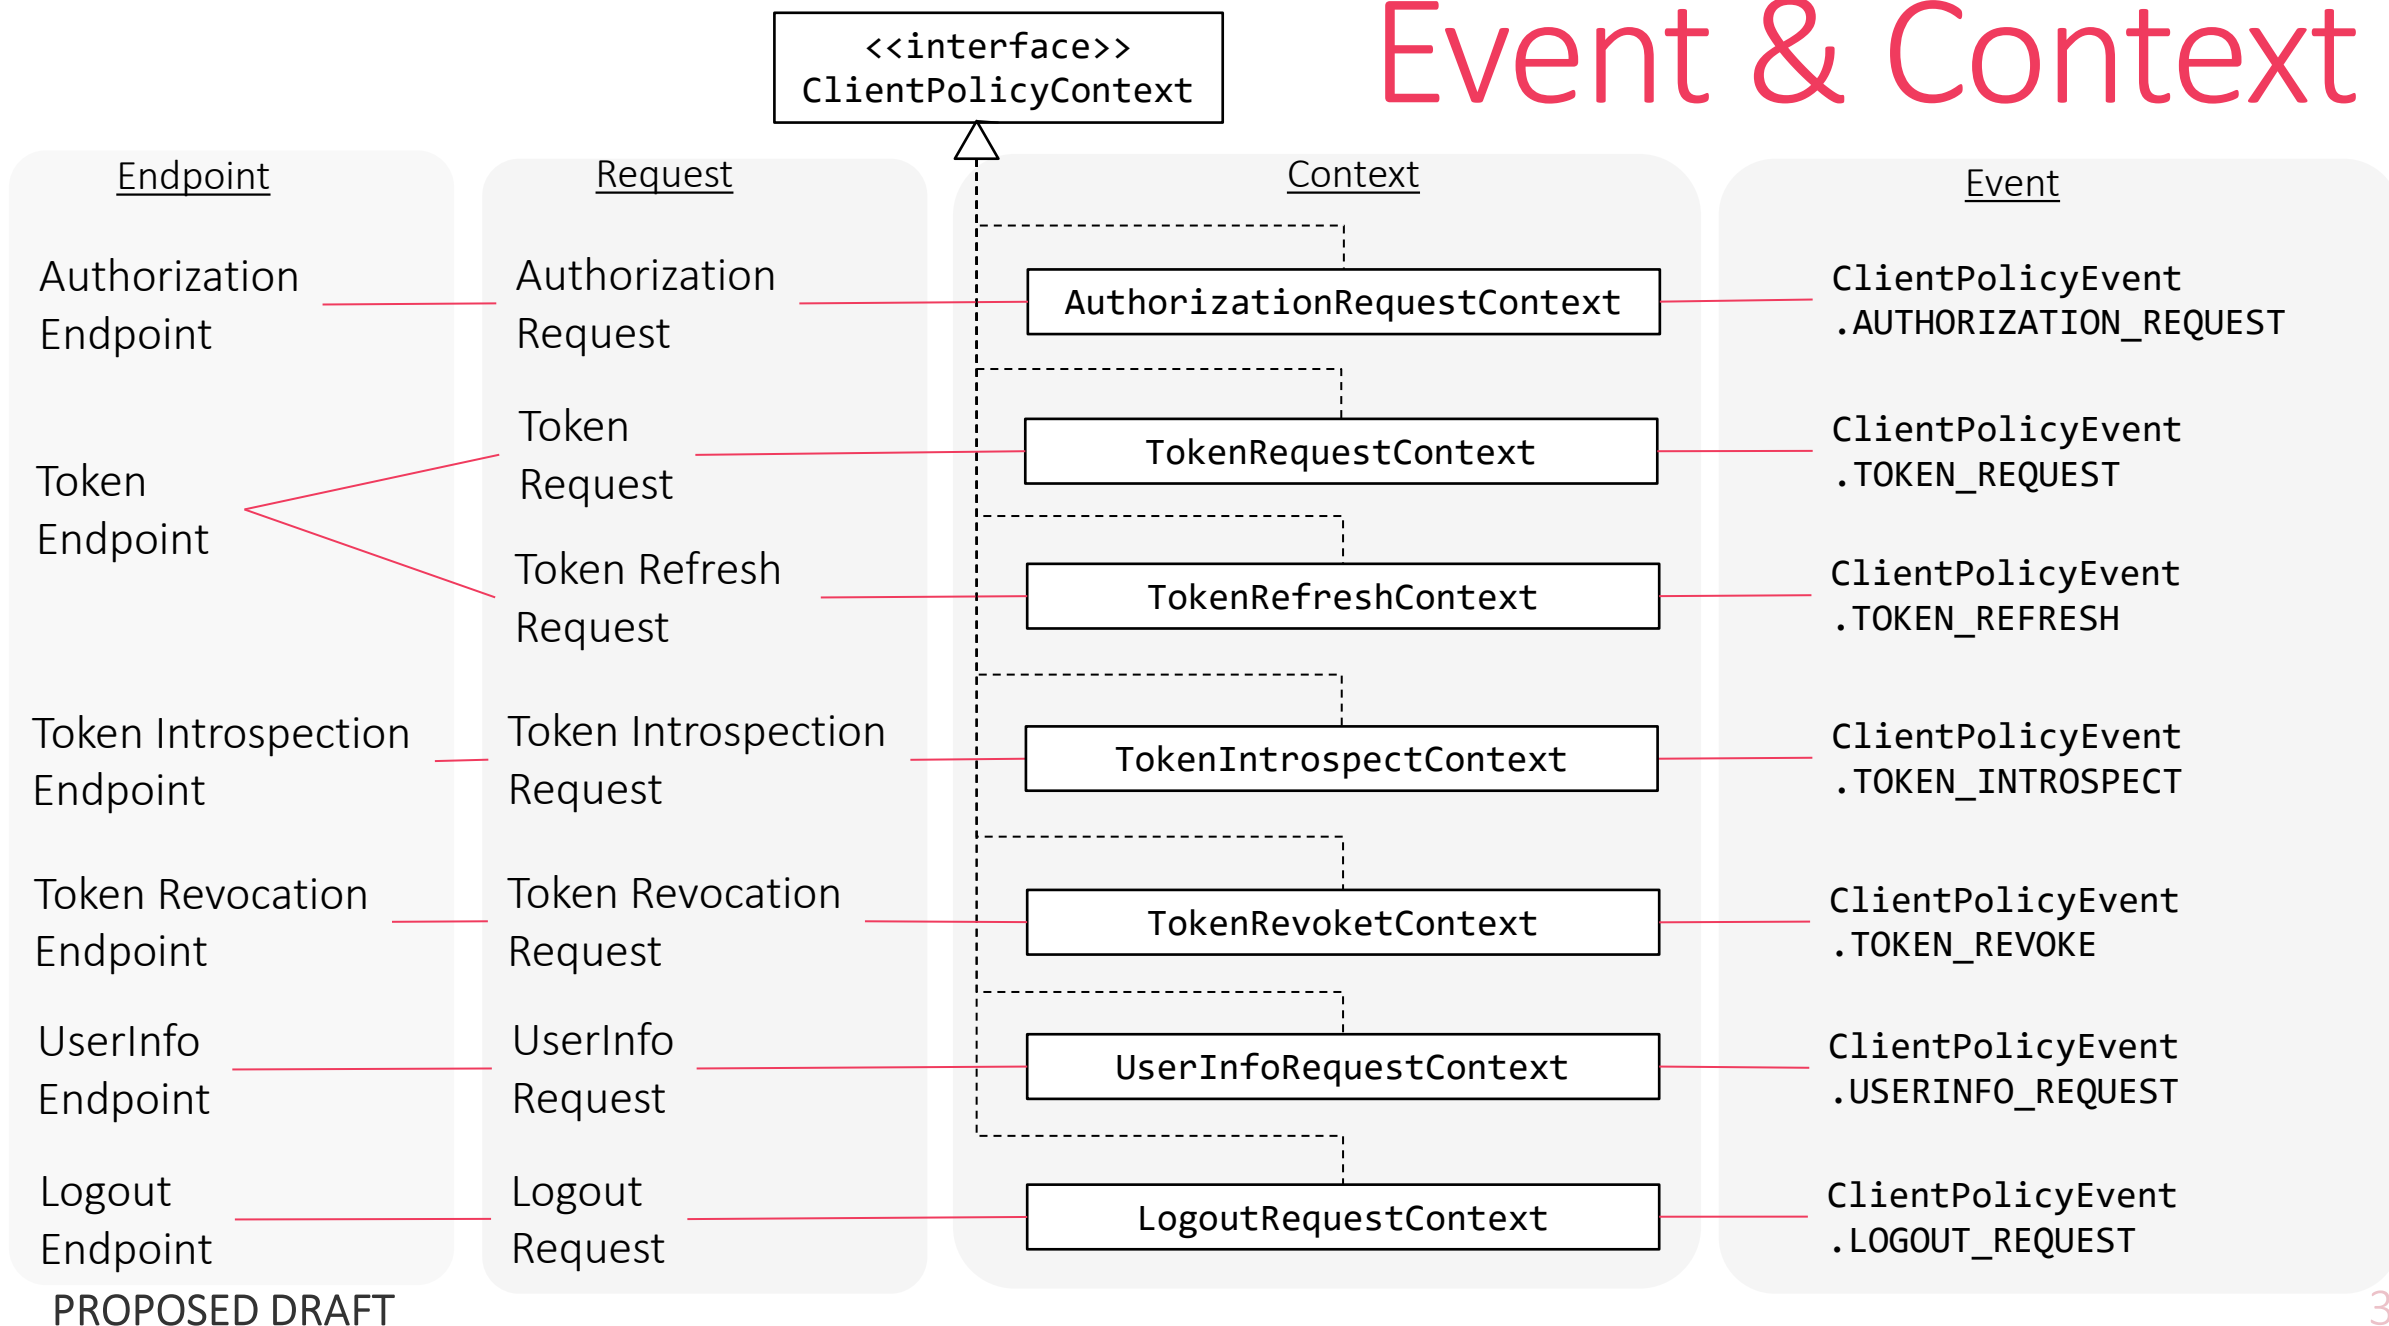 Event & Context
<<interface>>
ClientPolicyContext
Endpoint
Request
Context
Event
Authorization
Endpoint
Authorization
Request
AuthorizationRequestContext
ClientPolicyEvent
.AUTHORIZATION_REQUEST
Token
Endpoint
Token
Request
TokenRequestContext
ClientPolicyEvent
.TOKEN_REQUEST
Token Refresh
Request
TokenRefreshContext
ClientPolicyEvent
.TOKEN_REFRESH
Token Introspection
Endpoint
Token Introspection
Request
TokenIntrospectContext
ClientPolicyEvent
.TOKEN_INTROSPECT
Token Revocation
Endpoint
Token Revocation
Request
TokenRevoketContext
ClientPolicyEvent
.TOKEN_REVOKE
UserInfo
Endpoint
UserInfo
Request
UserInfoRequestContext
ClientPolicyEvent
.USERINFO_REQUEST
Logout
Endpoint
Logout
Request
LogoutRequestContext
ClientPolicyEvent
.LOGOUT_REQUEST
PROPOSED DRAFT
3